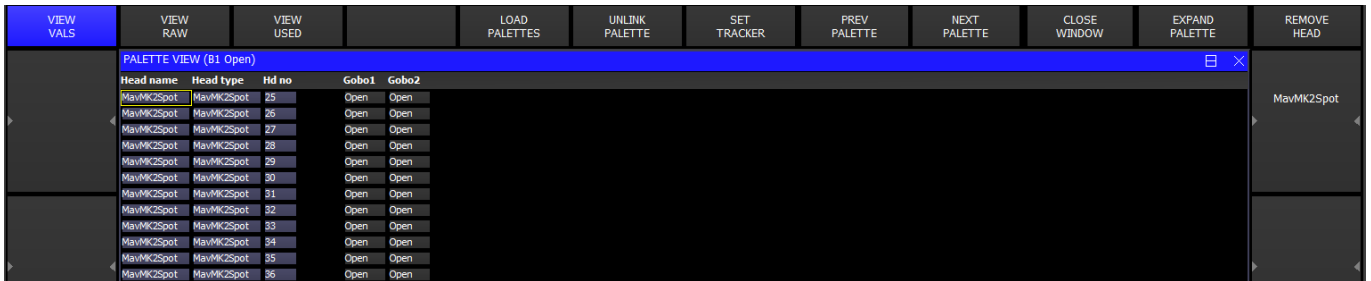 VIEW VALS
VIEW RAW
VIEW USED
LOAD PALETTES
UNLINK PALETTE
SET TRACKER
PREV PALETTE
NEXT PALETTE
CLOSE WINDOW
EXPAND PALETTE
REMOVE HEAD
PALETTE VIEW (B1 Open)
Head name Head type Hd no Gobo1 Gobo2
MavMK2Spot MavMK2Spot 25 Open Open
MavMK2Spot MavMK2Spot 26 Open Open
MavMK2Spot MavMK2Spot 27 Open Open
MavMK2Spot MavMK2Spot 28 Open Open
MavMK2Spot MavMK2Spot 29 Open Open
MavMK2Spot MavMK2Spot 30 Open Open
MavMK2Spot MavMK2Spot 31 Open Open
MavMK2Spot MavMK2Spot 32 Open Open
MavMK2Spot MavMK2Spot 33 Open Open
MavMK2Spot MavMK2Spot 34 Open Open
MavMK2Spot MavMK2Spot 35 Open Open
MavMK2Spot MavMK2Spot 36 Open Open
MavMK2Spot